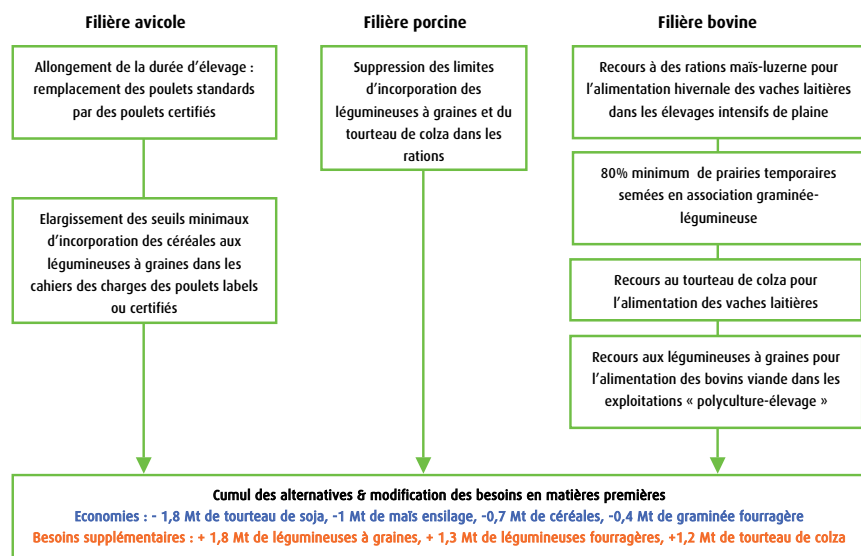 Filière avicole
Allongement de la durée d'élevage :
remplacement des poulets standards
par des poulets certifiés
Elargissement des seuils minimaux
d'incorporation des céréales aux
légumineuses à graines dans les
cahiers des charges des poulets labels
ou certifiés
Filière porcine
Suppression des limites
d'incorporation des
légumineuses à graines et du
tourteau de colza dans les
rations
Filière bovine
Recours à des rations maïs-luzerne pour
l'alimentation hivernale des vaches laitières
dans les élevages intensifs de plaine
80% minimum de prairies temporaires
semées en association graminée-
légumineuse
Recours au tourteau de colza pour
l'alimentation des vaches laitières
Recours aux légumineuses à graines pour
l'alimentation des bovins viande dans les
exploitations « polyculture-élevage »
Cumul des alternatives & modification des besoins en matières premières
Economies : - 1,8 Mt de tourteau de soja, -1 Mt de maïs ensilage, -0,7 Mt de céréales, -0,4 Mt de graminée fourragère
Besoins supplémentaires : + 1,8 Mt de légumineuses à graines, + 1,3 Mt de légumineuses fourragères, +1,2 Mt de tourteau de colza